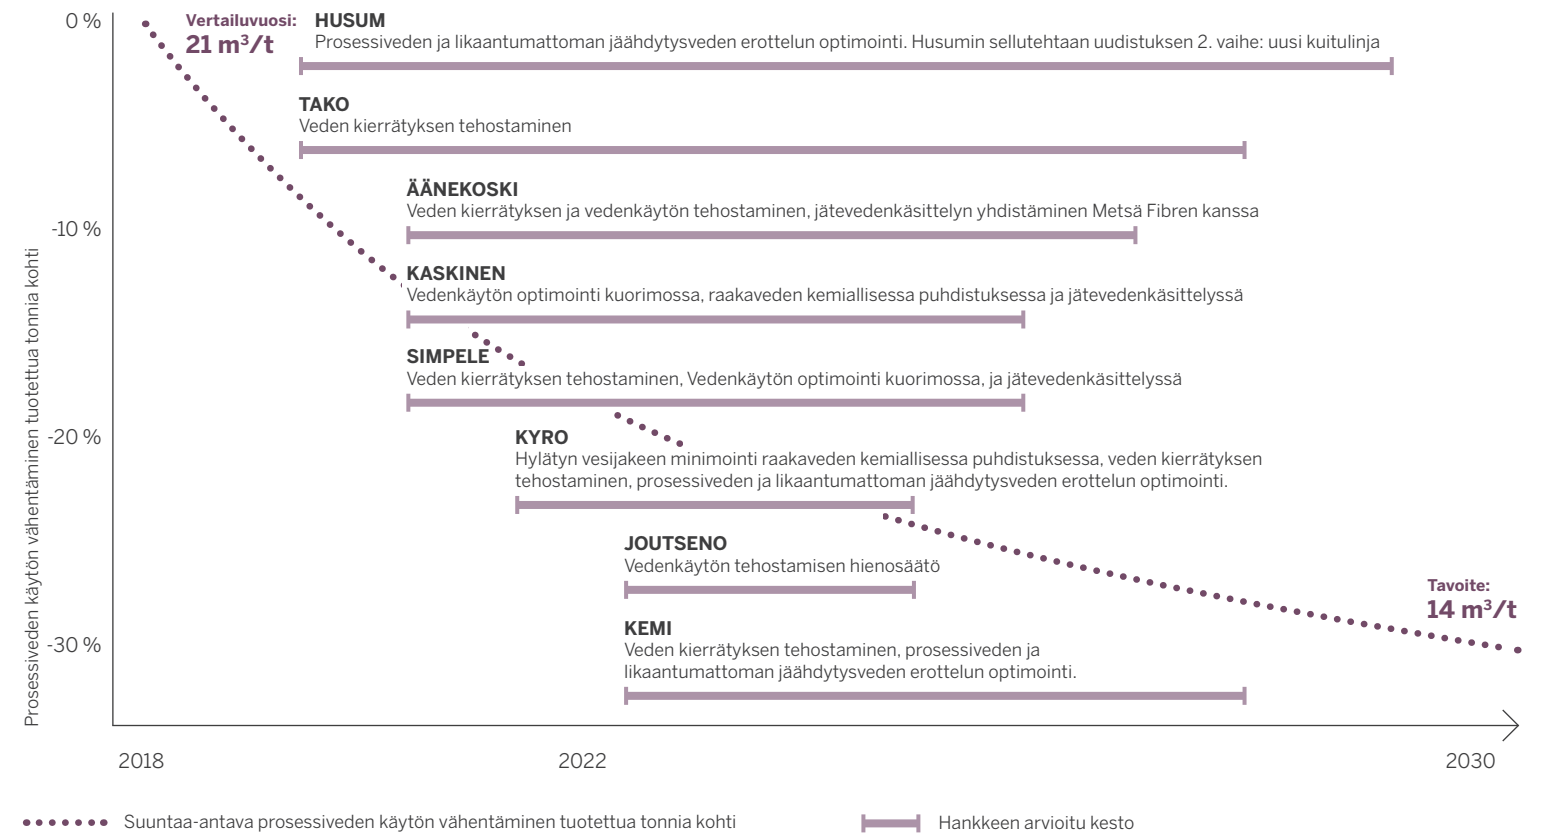 0 %
-10 %
-20 %
-30 %
Prosessiveden käytön vähentäminen tuotettua tonnia kohti
Vertailuvuosi:
21 m³/t
HUSUM
Prosessiveden ja likaantumattoman jäähdytysveden erottelun optimointi. Husumin sellutehtaan uudistuksen 2. vaihe: uusi kuitulinja
TAKO
Veden kierrätyksen tehostaminen
ÄÄNEKOSKI
Veden kierrätyksen ja vedenkäytön tehostaminen, jätevedenkäsittelyn yhdistäminen Metsä Fibren kanssa
KASKINEN
Vedenkäytön optimointi kuorimossa, raakaveden kemiallisessa puhdistuksessa ja jätevedenkäsittelyssä
SIMPELE
Veden kierrätyksen tehostaminen, Vedenkäytön optimointi kuorimossa, ja jätevedenkäsittelyssä
KYRO
Hylätyn vesijakeen minimointi raakaveden kemiallisessa puhdistuksessa, veden kierrätyksen
tehostaminen, prosessiveden ja likaantumattoman jäähdytysveden erottelun optimointi.
JOUTSENO
Vedenkäytön tehostamisen hienosäätö
Tavoite:
14 m³/t
KEMI
Veden kierrätyksen tehostaminen, prosessiveden ja
likaantumattoman jäähdytysveden erottelun optimointi.
2018
2022
2030
Suuntaa-antava prosessiveden käytön vähentäminen tuotettua tonnia kohti
Hankkeen arvioitu kesto